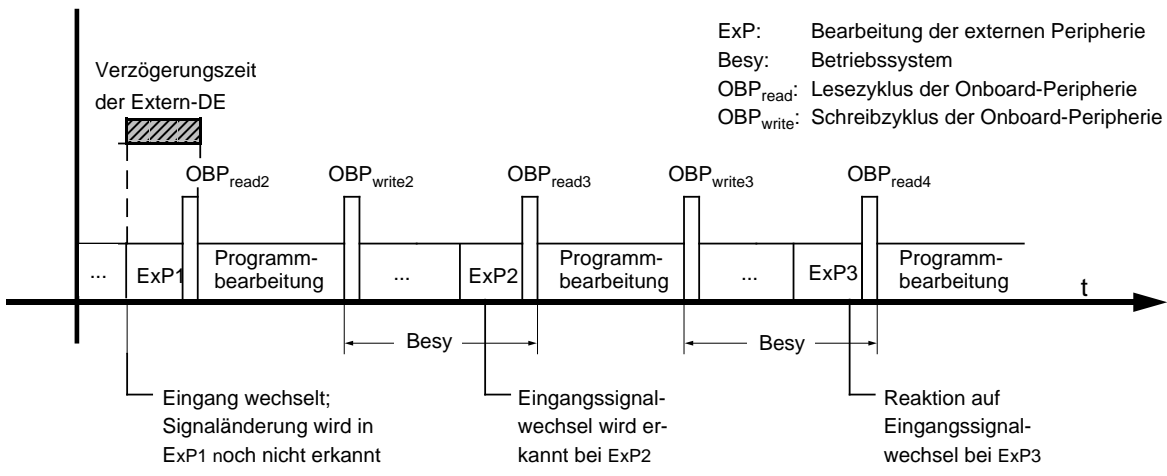 ExP: Bearbeitung der externen Peripherie
Besy: Betriebssystem
OBPread: Lesezyklus der Onboard-Peripherie
OBPwrite: Schreibzyklus der Onboard-Peripherie
Verzögerungszeit
der Extern-DE
OBPread2
OBPwrite2
OBPread3
OBPwrite3
OBPread4
...
ExP1
Programm-
bearbeitung
...
ExP2
Programm-
bearbeitung
...
ExP3
Programm-
bearbeitung
t
Besy
Besy
Eingang wechselt;
Signaländerung wird in
ExP1 noch nicht erkannt
Eingangssignal-
wechsel wird er-
kannt bei ExP2
Reaktion auf
Eingangssignal-
wechsel bei ExP3